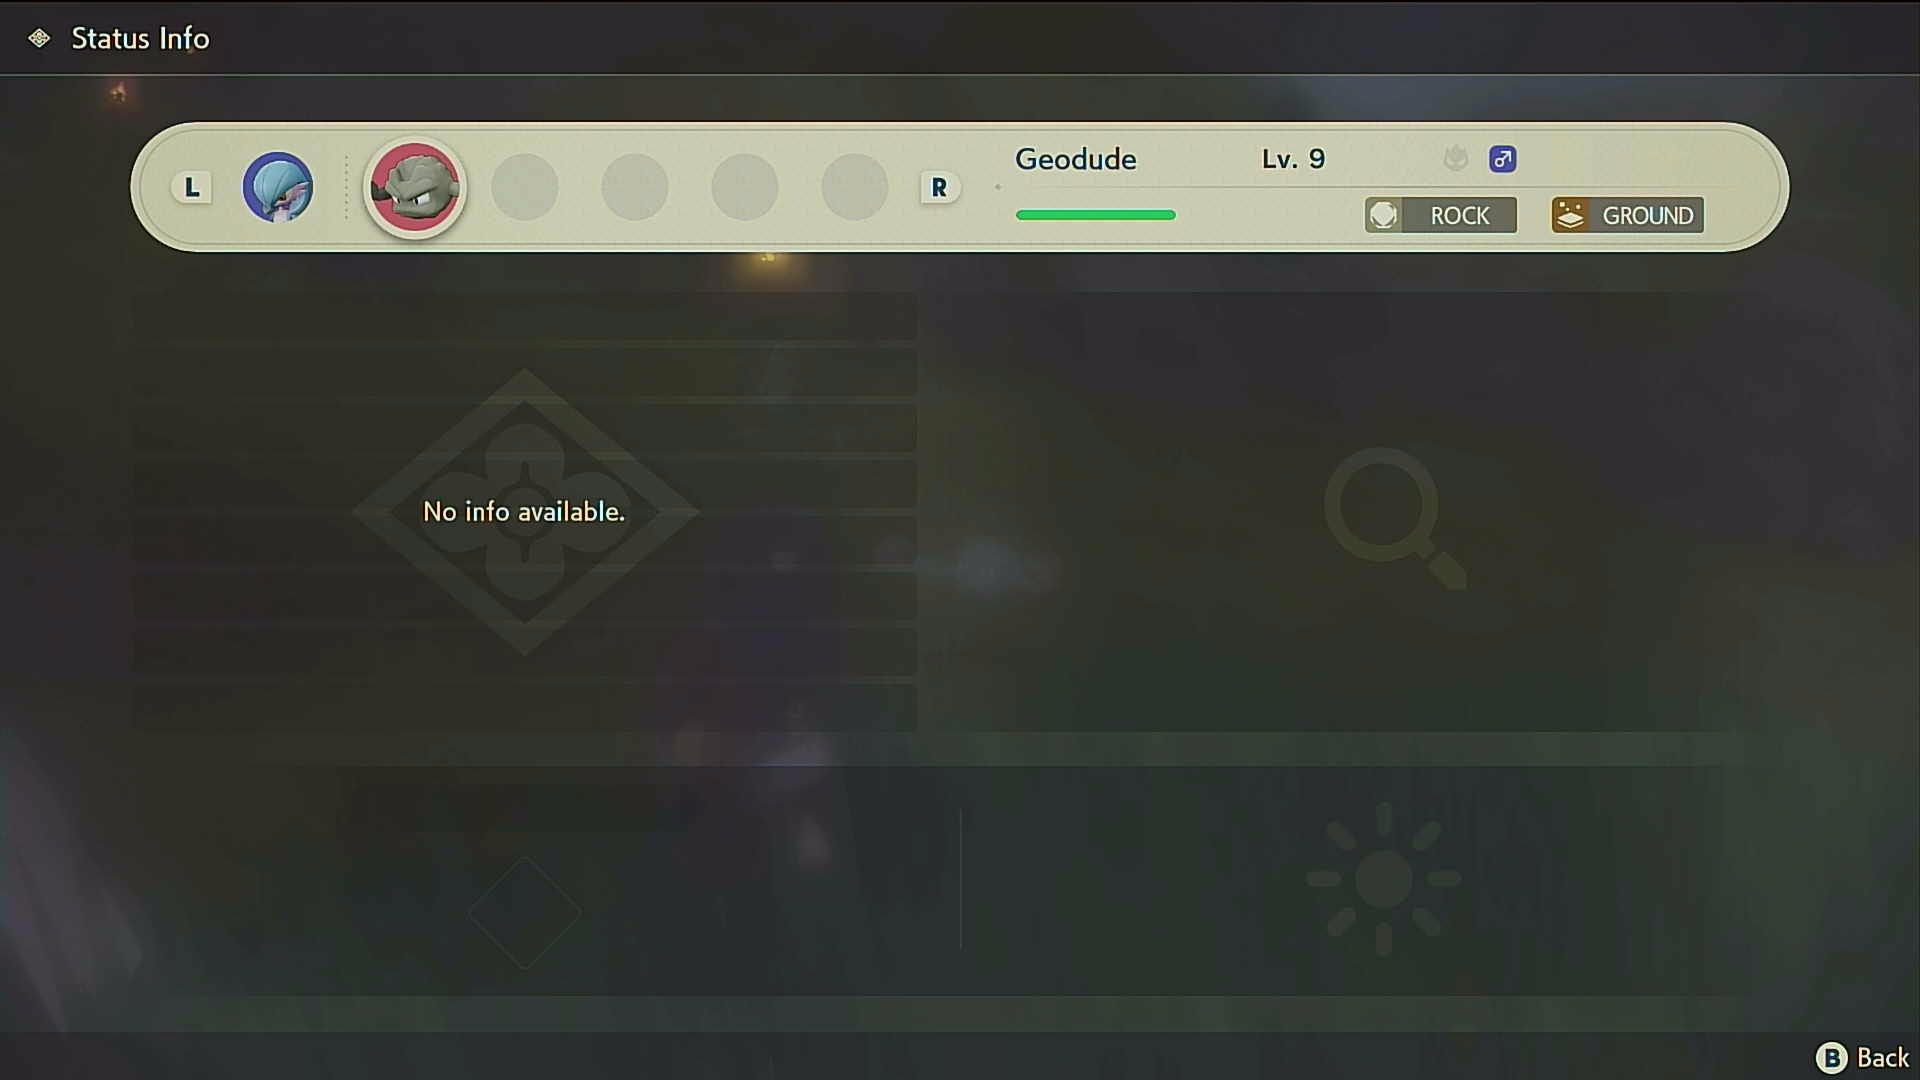 Status Info
L
R
Geodude
Lv. 9
ROCK
GROUND
No info available.
B Back